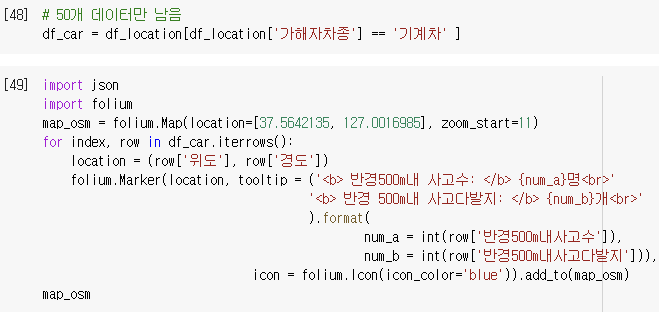 [48] # 50개 데이터만 남음
df_car = df_location[df_location['가해자차종'] == '기계차' ]
[49] import json
import folium
map_osm = folium.Map(location=[37.5642135, 127.0016985], zoom_start=11)
for index, row in df_car.iterrows():
    location = (row['위도'], row['경도'])
    folium.Marker(location, tooltip = ('<b> 반경500m내 사고수: </b> {num_a}명<br>'
                                       '<b> 반경 500m내 사고다발지: </b> {num_b}개<br>'
                                       ).format(
                                               num_a = int(row['반경500m내사고수']),
                                               num_b = int(row['반경500m내사고다발지'])),
                               icon = folium.Icon(icon_color='blue')).add_to(map_osm)
map_osm